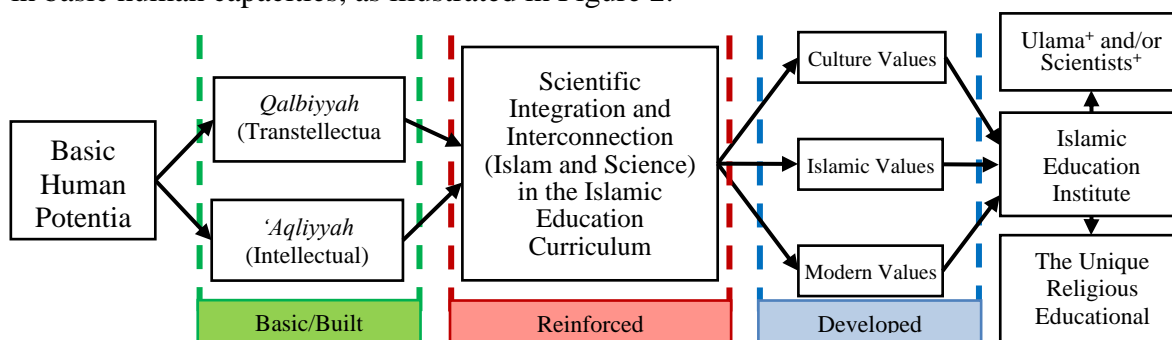 in basic human capacities, as illustrated in Figure 2.
Basic
Human
Potentia
Qalbiyyah
(Transtellectua
‘Aqliyyah
(Intellectual)
Basic/Built
Scientific
Integration and
Interconnection
(Islam and Science)
in the Islamic
Education
Curriculum
Reinforced
Culture Values
Islamic Values
Modern Values
Developed
Ulama⁺ and/or
Scientists⁺
Islamic
Education
Institute
The Unique
Religious
Educational